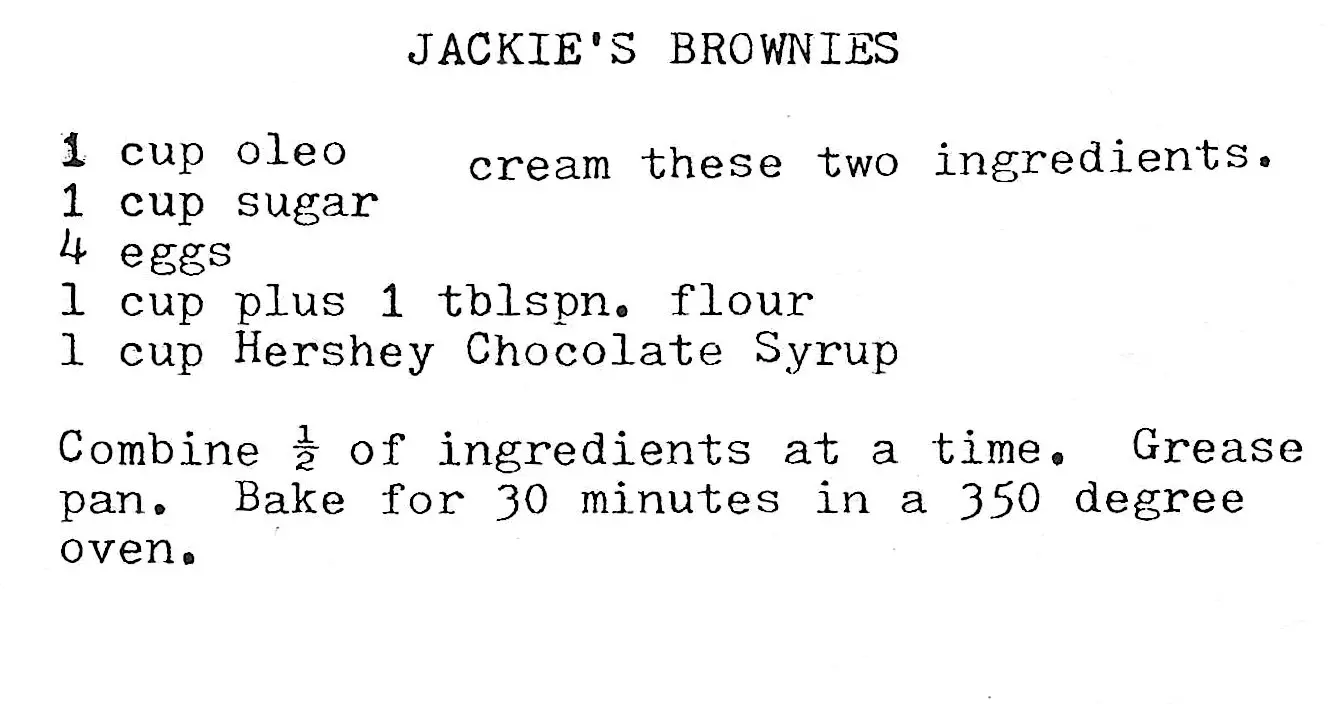 JACKIE'S BROWNIES
1 cup oleo cream these two ingredients.
1 cup sugar
4 eggs
1 cup plus 1 tblspn. flour
1 cup Hershey Chocolate Syrup
Combine ½ of ingredients at a time. Grease
pan. Bake for 30 minutes in a 350 degree
oven.